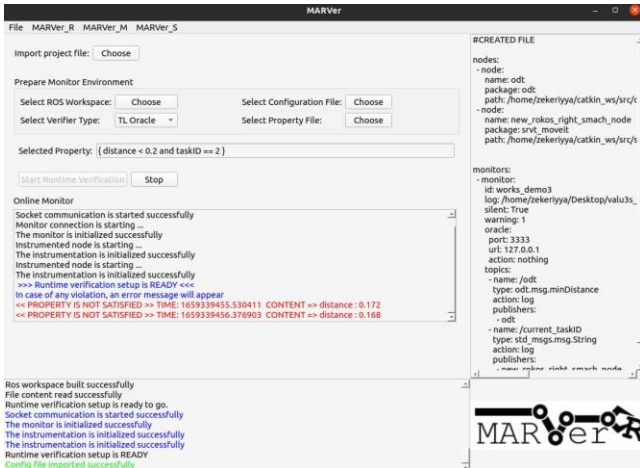 MARVer
File MARVer_R MARVer_M MARVer_S
Import project file: Choose
Prepare Monitor Environment
Select ROS Workspace: Choose Select Configuration File: Choose
Select Verifier Type: TL Oracle Select Property File: Choose
Selected Property: { distance < 0.2 and taskID == 2 }
Start Runtime Verification Stop
Online Monitor
Socket communication is started successfully
Monitor connection is starting ...
The monitor is initialized successfully
Instrumented node is starting ...
The instrumentation is initialized successfully
Instrumented node is starting ...
The instrumentation is initialized successfully
>>> Runtime verification setup is READY <<<
In case of any violation, an error message will appear
<< PROPERTY IS NOT SATISFIED >> TIME: 1659339455.530411 CONTENT => distance : 0.172
<< PROPERTY IS NOT SATISFIED >> TIME: 1659339456.376903 CONTENT => distance : 0.168
Ros workspace built successfully
File content read successfully
Runtime verification setup is ready to go.
Socket communication is started successfully
The monitor is initialized successfully
The instrumentation is initialized successfully
The instrumentation is initialized successfully
Runtime verification setup is READY
Config file imported successfully
#CREATED FILE
nodes:
- node:
name: odt
package: odt
path: /home/zekeriyya/catkin_ws/src/c
- node:
name: new_rokos_right_smach_node
package: srvt_moveit
path: /home/zekeriyya/catkin_ws/src/s
monitors:
- monitor:
id: works_demo3
log: /home/zekeriyya/Desktop/valu3s_
silent: True
warning: 1
oracle:
port: 3333
url: 127.0.0.1
action: nothing
topics:
- name: /odt
type: odt.msg.minDistance
action: log
publishers:
- odt
- name: /current_taskID
type: std_msgs.msg.String
action: log
publishers:
- new_rokos_right_smach_node
MARVer